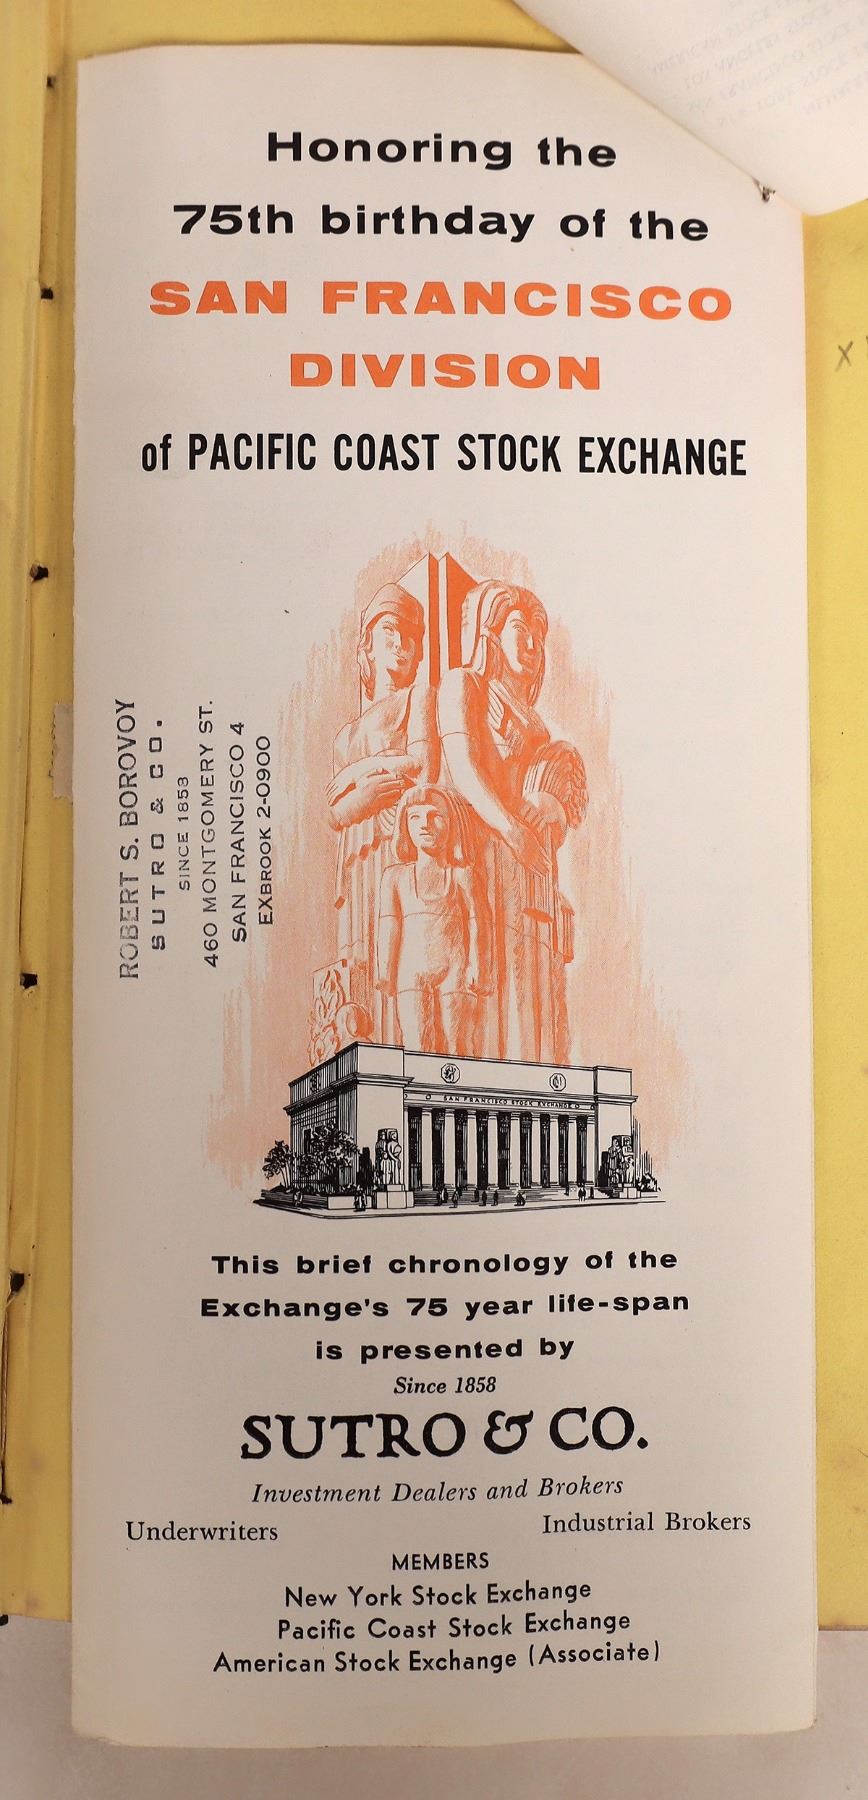 Honoring the
75th birthday of the
SAN FRANCISCO
DIVISION
of PACIFIC COAST STOCK EXCHANGE
ROBERT S. BOROVOY
SUTRO & CO.
SINCE 1853
460 MONTGOMERY ST.
SAN FRANCISCO 4
EXBROOK 2-0900
SAN FRANCISCO STOCK EXCHANGE
This brief chronology of the
Exchange's 75 year life-span
is presented by
Since 1858
SUTRO & CO.
Investment Dealers and Brokers
Underwriters
Industrial Brokers
MEMBERS
New York Stock Exchange
Pacific Coast Stock Exchange
American Stock Exchange (Associate)